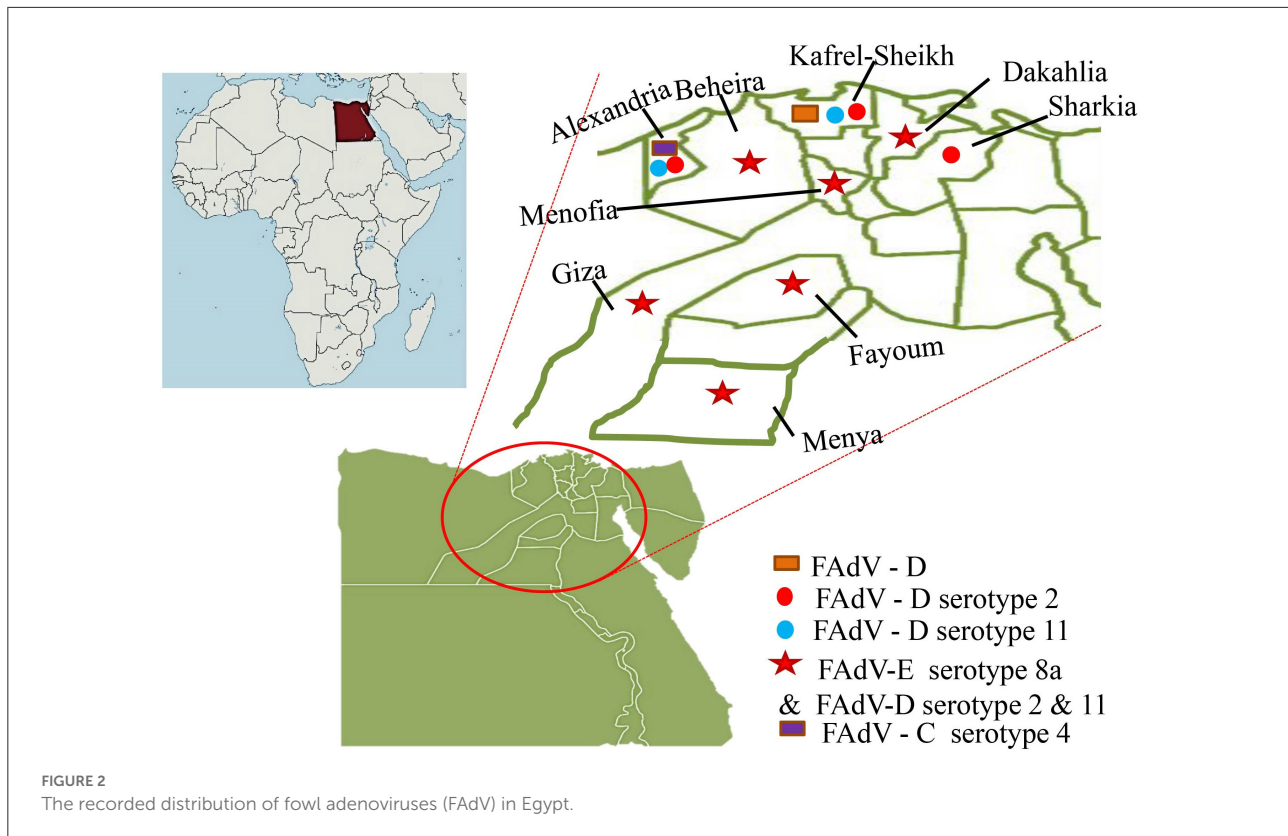 Kafrel-Sheikh
Dakahlia
Beheira
Alexandria
Sharkia
Menofia
Giza
Fayoum
Menya
FAdV - D
FAdV - D serotype 2
FAdV - D serotype 11
FAdV-E serotype 8a
& FAdV-D serotype 2 & 11
FAdV - C serotype 4
FIGURE 2
The recorded distribution of fowl adenoviruses (FAdV) in Egypt.